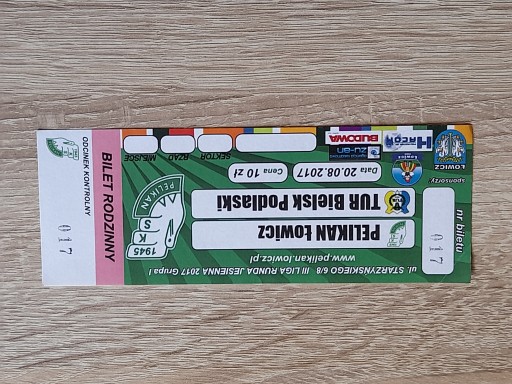 ul. STARZYŃSKIEGO 6/8 III LIGA RUNDA JESIENNA 2017 Grupa I
www.pelikan.lowicz.pl
PELIKAN Łowicz
TUR Bielsk Podlaski
Data 20.08.2017 Cena 10 zł
SEKTOR
RZĄD
MIEJSCE
nr biletu
017
1945
K S
PELIKAN
sponsorzy
ŁOWICZ
BUDOWA
BILET RODZINNY
ODCINEK KONTROLNY
017